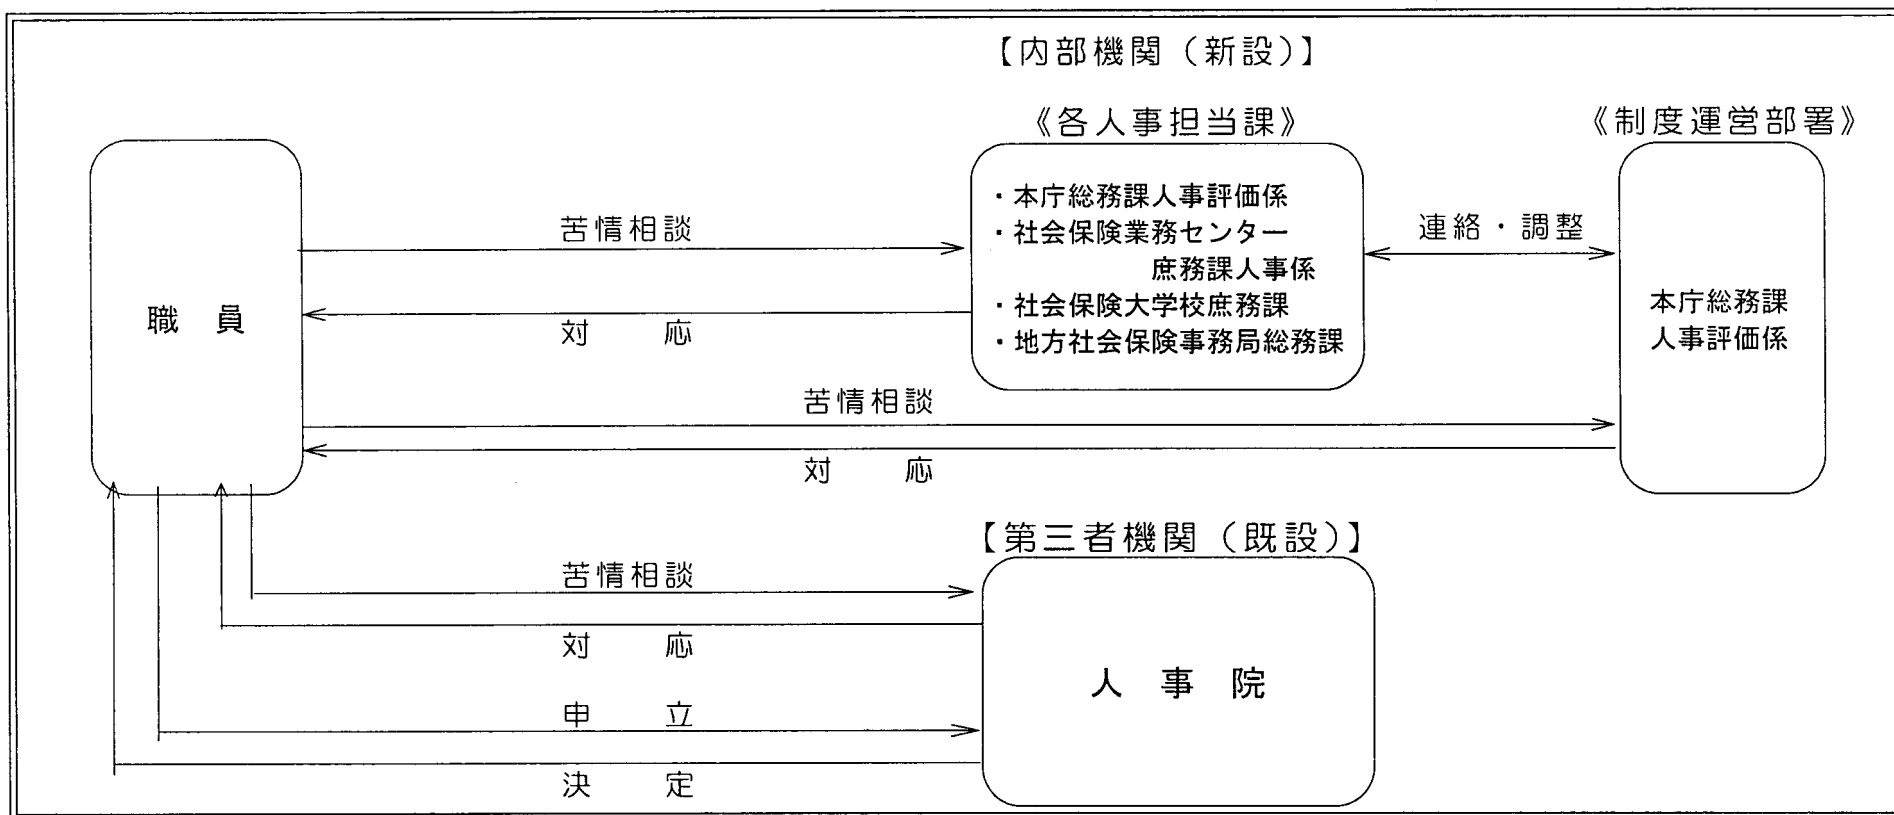 【内部機関（新設）】
《各人事担当課》
《制度運営部署》
職　員
苦情相談
対　　応
・本庁総務課人事評価係
・社会保険業務センター
庶務課人事係
・社会保険大学校庶務課
・地方社会保険事務局総務課
連絡・調整
本庁総務課
人事評価係
苦情相談
対　　応
【第三者機関（既設）】
苦情相談
対　　応
申　　立
決　　定
人　事　院